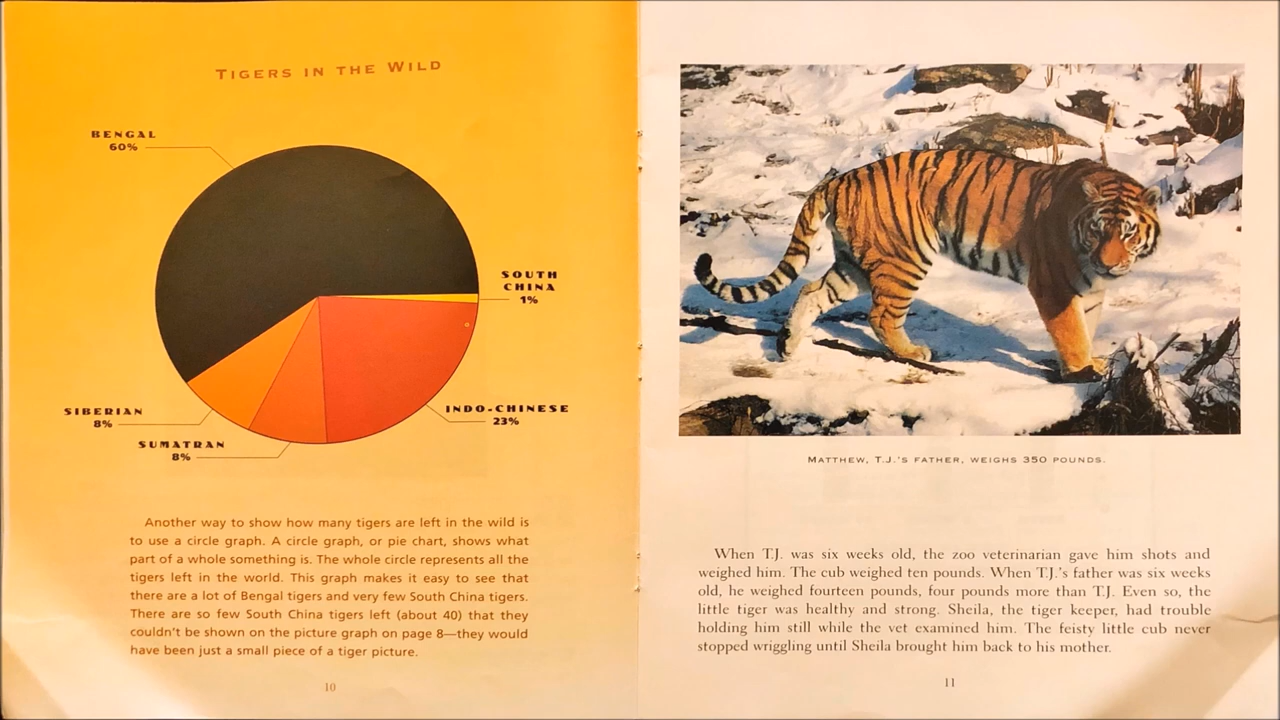 TIGERS IN THE WILD
BENGAL
60%
SOUTH
CHINA
1%
SIBERIAN
8%
INDO-CHINESE
23%
SUMATRAN
8%
Another way to show how many tigers are left in the wild is
to use a circle graph. A circle graph, or pie chart, shows what
part of a whole something is. The whole circle represents all the
tigers left in the world. This graph makes it easy to see that
there are a lot of Bengal tigers and very few South China tigers.
There are so few South China tigers left (about 40) that they
couldn't be shown on the picture graph on page 8—they would
have been just a small piece of a tiger picture.
10
MATTHEW, T.J.'S FATHER, WEIGHS 350 POUNDS.
When T.J. was six weeks old, the zoo veterinarian gave him shots and
weighed him. The cub weighed ten pounds. When T.J.'s father was six weeks
old, he weighed fourteen pounds, four pounds more than T.J. Even so, the
little tiger was healthy and strong. Sheila, the tiger keeper, had trouble
holding him still while the vet examined him. The feisty little cub never
stopped wriggling until Sheila brought him back to his mother.
11